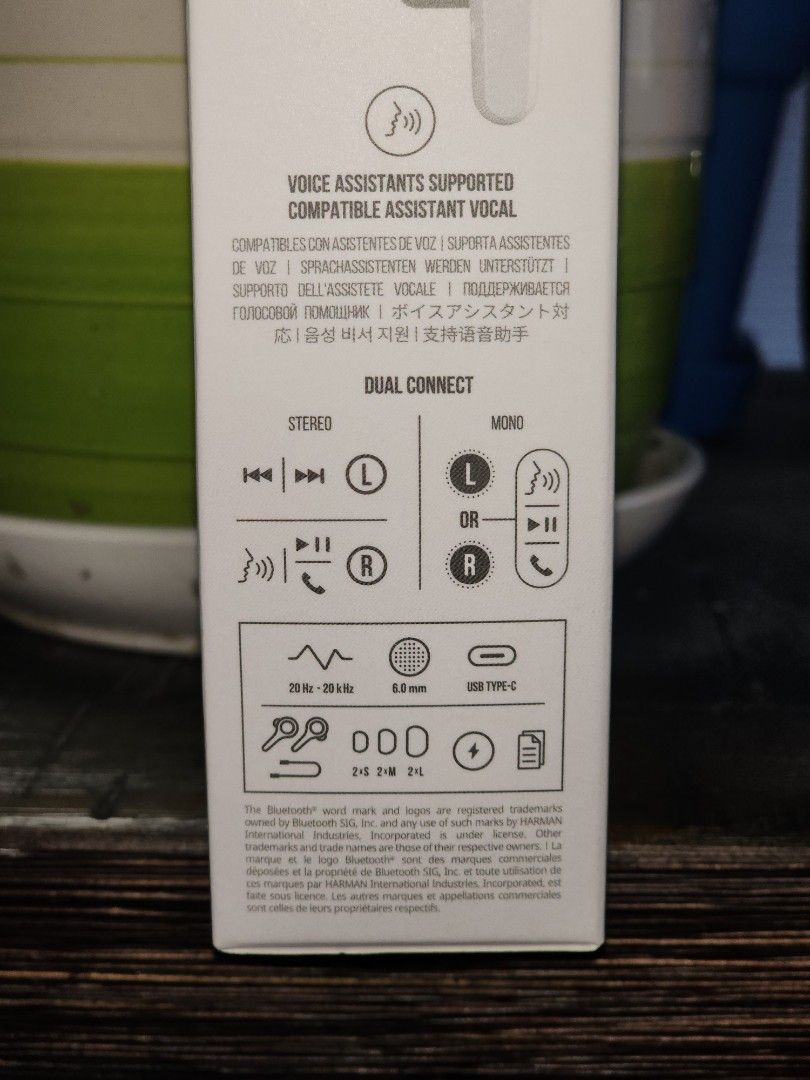 VOICE ASSISTANTS SUPPORTED
COMPATIBLE ASSISTANT VOCAL
COMPATIBLES CON ASISTENTES DE VOZ | SUPORTA ASSISTENTES
DE VOZ | SPRACHASSISTENTEN WERDEN UNTERSTÜTZT |
SUPPORTO DELL'ASSISTETE VOCALE | ПОДДЕРЖИВАЕТСЯ
ГОЛОСОВОЙ ПОМОЩНИК | ボイスアシスタント対
応 | 음성 비서 지원 | 支持语音助手
DUAL CONNECT
STEREO
MONO
L
L
OR
R
R
20 Hz - 20 kHz
6.0 mm
USB TYPE-C
2×S 2×M 2×L
The Bluetooth® word mark and logos are registered trademarks
owned by Bluetooth SIG, Inc. and any use of such marks by HARMAN
International Industries, Incorporated is under license. Other
trademarks and trade names are those of their respective owners. | La
marque et le logo Bluetooth® sont des marques commerciales
déposées et la propriété de Bluetooth SIG, Inc. et toute utilisation de
ces marques par HARMAN International Industries, Incorporated, est
faite sous licence. Les autres marques et appellations commerciales
sont celles de leurs propriétaires respectifs.